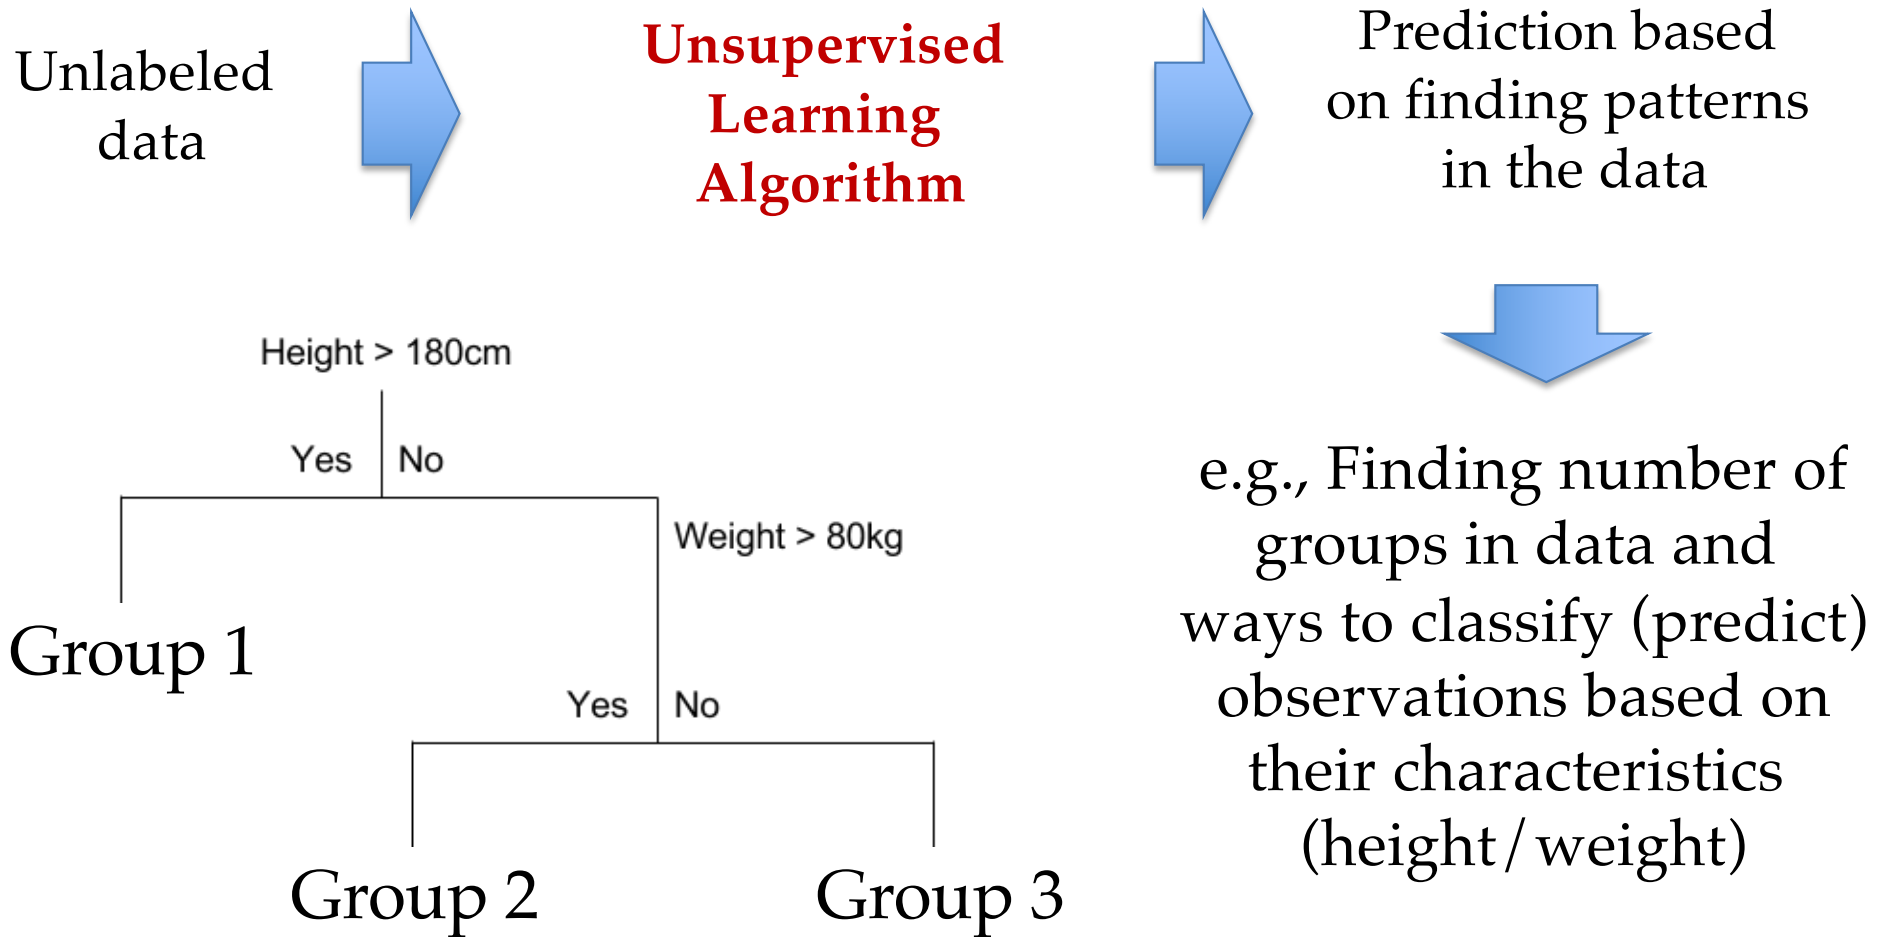 Unlabeled
data
Unsupervised
Learning
Algorithm
Prediction based
on finding patterns
in the data
Height > 180cm
Yes No
Weight > 80kg
Group 1
Yes No
Group 2
Group 3
e.g., Finding number of
groups in data and
ways to classify (predict)
observations based on
their characteristics
(height/weight)